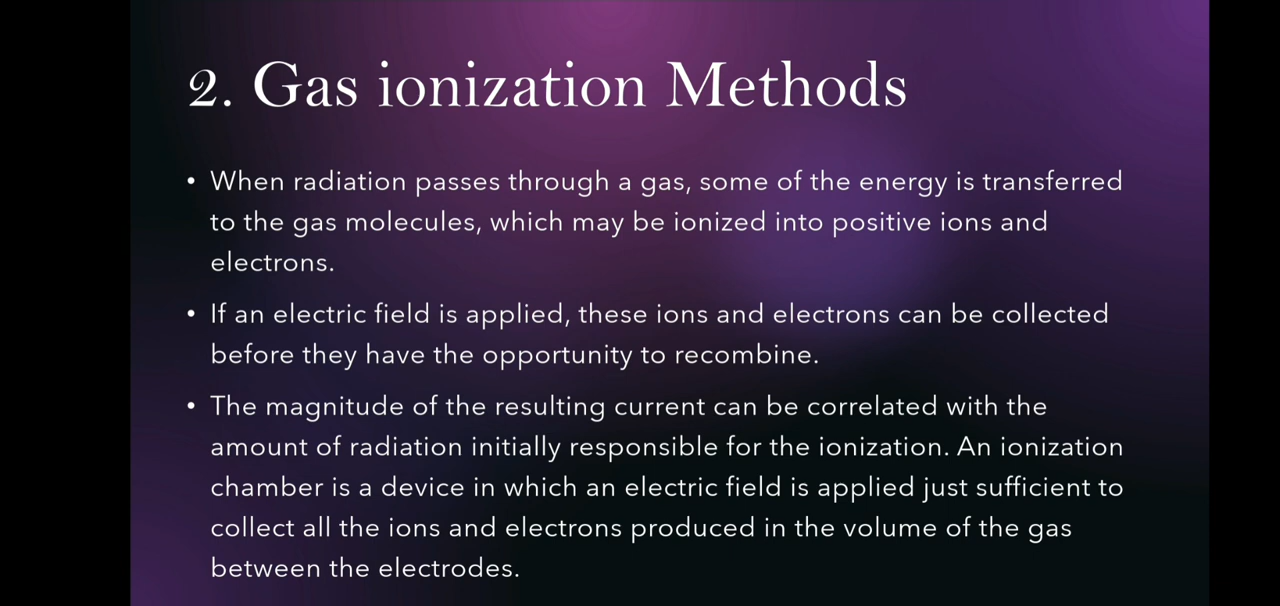 2. Gas ionization Methods
• When radiation passes through a gas, some of the energy is transferred
to the gas molecules, which may be ionized into positive ions and
electrons.
• If an electric field is applied, these ions and electrons can be collected
before they have the opportunity to recombine.
• The magnitude of the resulting current can be correlated with the
amount of radiation initially responsible for the ionization. An ionization
chamber is a device in which an electric field is applied just sufficient to
collect all the ions and electrons produced in the volume of the gas
between the electrodes.